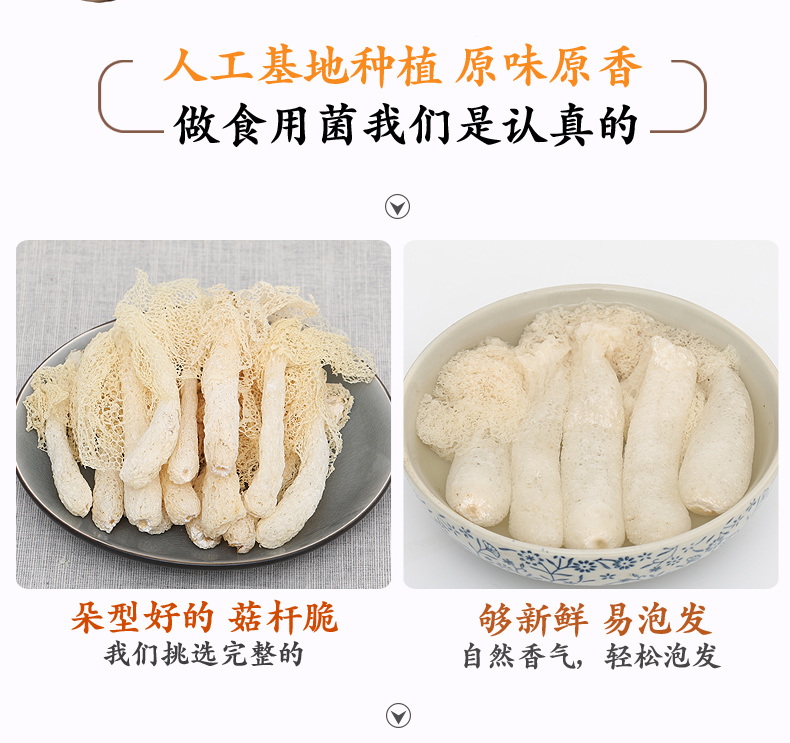 人工基地种植 原味原香
做食用菌我们是认真的
朵型好的 菇杆脆
我们挑选完整的
够新鲜 易泡发
自然香气，轻松泡发